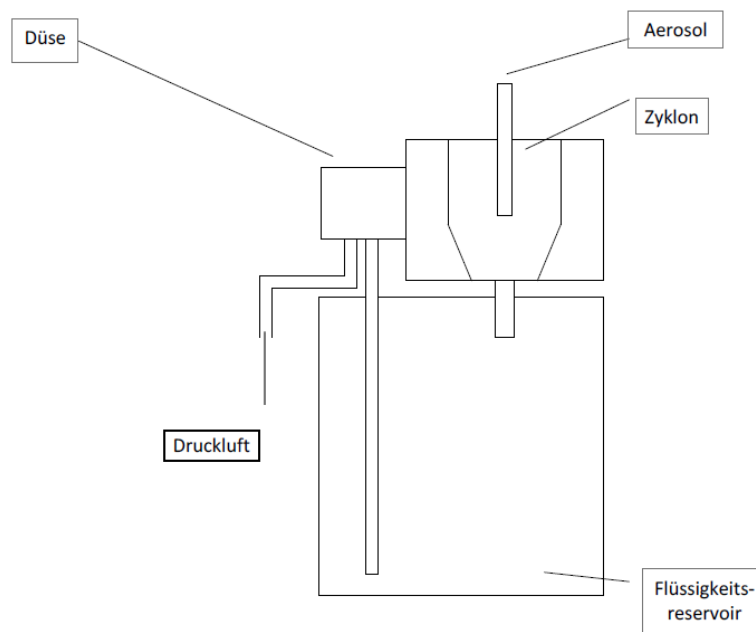 Düse
Aerosol
Zyklon
Druckluft
Flüssigkeits-
reservoir